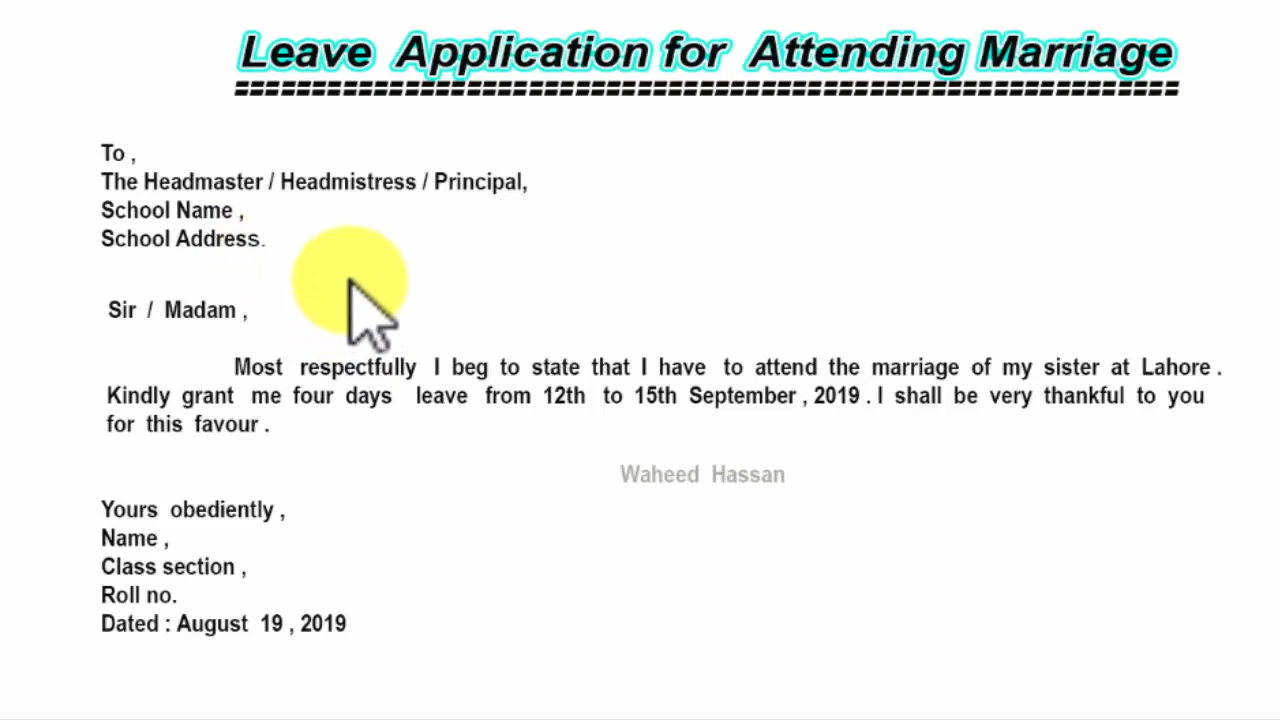 Leave Application for Attending Marriage
To ,
The Headmaster / Headmistress / Principal,
School Name ,
School Address.
Sir / Madam ,
Most respectfully I beg to state that I have to attend the marriage of my sister at Lahore .
Kindly grant me four days leave from 12th to 15th September , 2019 . I shall be very thankful to you
for this favour .
Waheed Hassan
Yours obediently ,
Name ,
Class section ,
Roll no.
Dated : August 19 , 2019